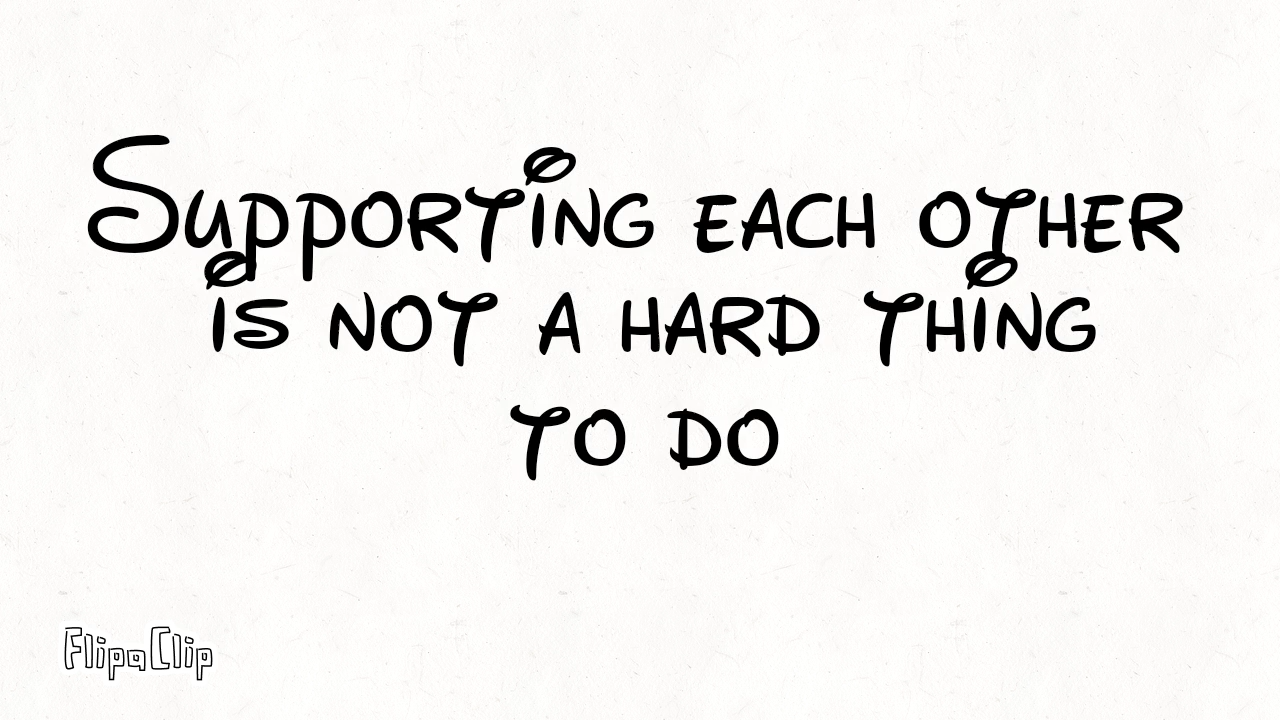 Supporting each other
is not a hard thing
to do
FlipaClip